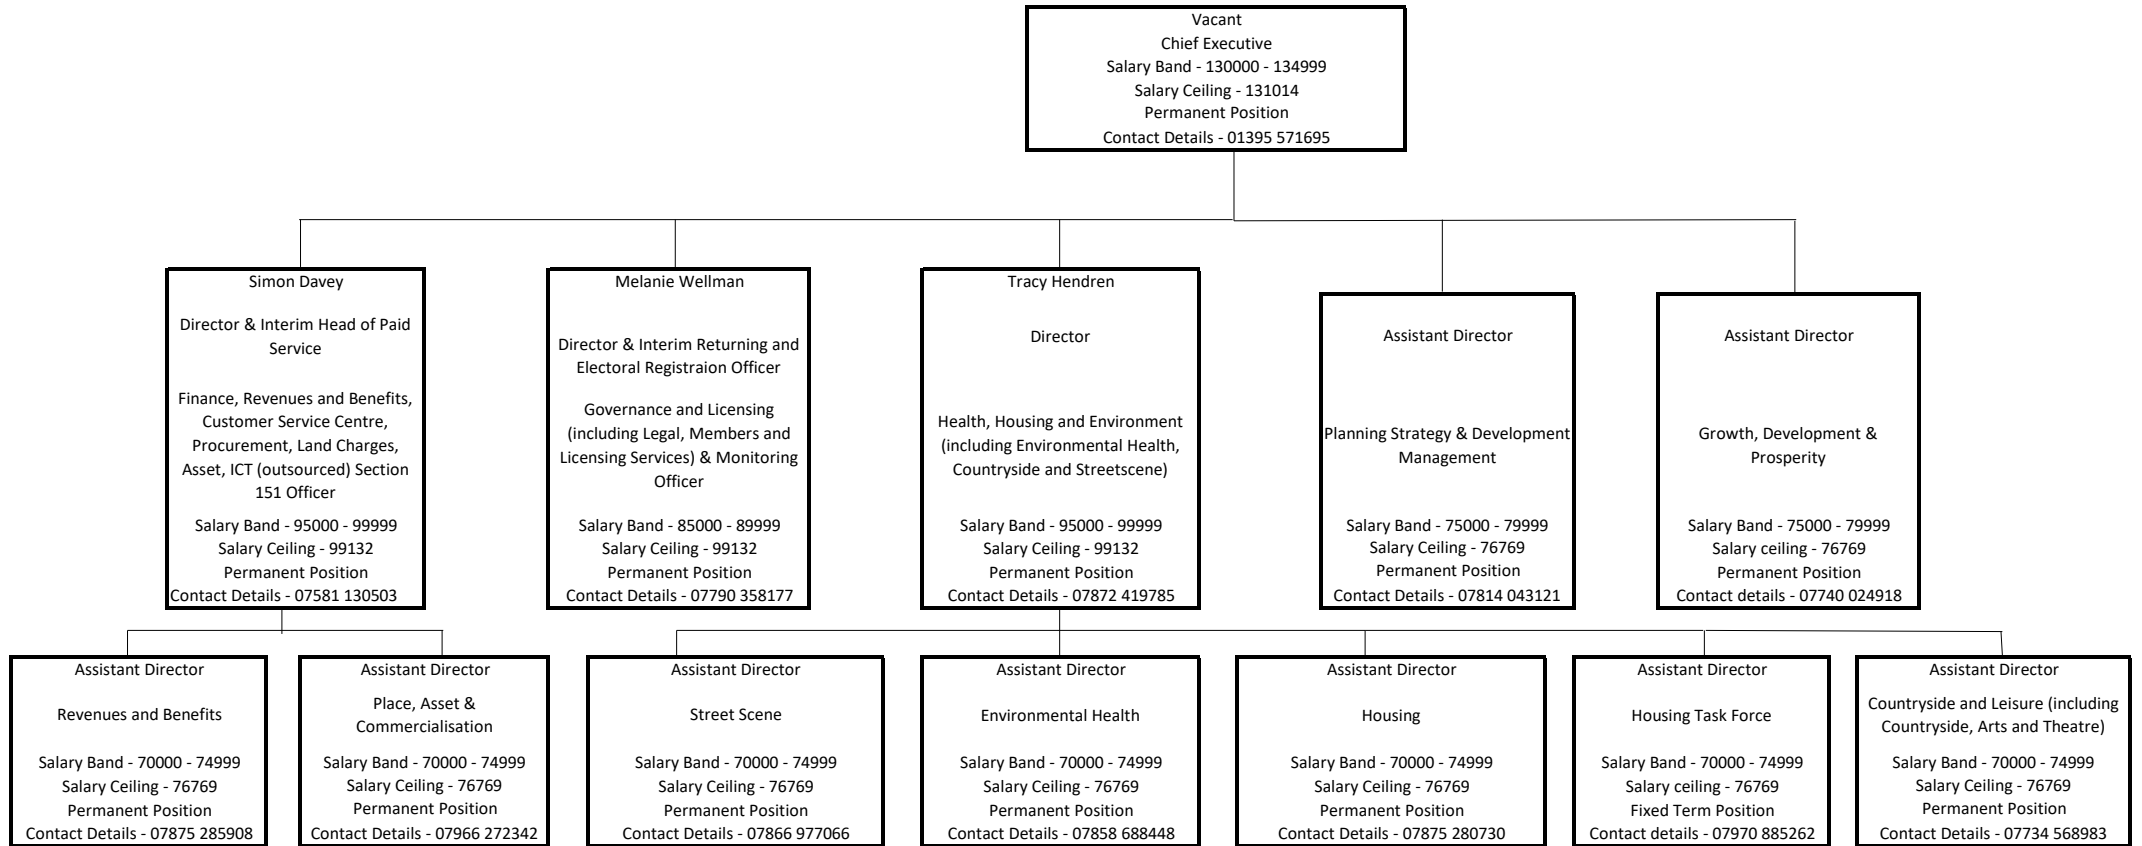 Vacant
Chief Executive
Salary Band - 130000 - 134999
Salary Ceiling - 131014
Permanent Position
Contact Details - 01395 571695
Simon Davey
Director & Interim Head of Paid
Service
Finance, Revenues and Benefits,
Customer Service Centre,
Procurement, Land Charges,
Asset, ICT (outsourced) Section
151 Officer
Salary Band - 95000 - 99999
Salary Ceiling - 99132
Permanent Position
Contact Details - 07581 130503
Melanie Wellman
Director & Interim Returning and
Electoral Registraion Officer
Governance and Licensing
(including Legal, Members and
Licensing Services) & Monitoring
Officer
Salary Band - 85000 - 89999
Salary Ceiling - 99132
Permanent Position
Contact Details - 07790 358177
Tracy Hendren
Director
Health, Housing and Environment
(including Environmental Health,
Countryside and Streetscene)
Salary Band - 95000 - 99999
Salary Ceiling - 99132
Permanent Position
Contact Details - 07872 419785
Assistant Director
Planning Strategy & Development
Management
Salary Band - 75000 - 79999
Salary Ceiling - 76769
Permanent Position
Contact Details - 07814 043121
Assistant Director
Growth, Development &
Prosperity
Salary Band - 75000 - 79999
Salary ceiling - 76769
Permanent Position
Contact details - 07740 024918
Assistant Director
Revenues and Benefits
Salary Band - 70000 - 74999
Salary Ceiling - 76769
Permanent Position
Contact Details - 07875 285908
Assistant Director
Place, Asset &
Commercialisation
Salary Band - 70000 - 74999
Salary Ceiling - 76769
Permanent Position
Contact Details - 07966 272342
Assistant Director
Street Scene
Salary Band - 70000 - 74999
Salary Ceiling - 76769
Permanent Position
Contact Details - 07866 977066
Assistant Director
Environmental Health
Salary Band - 70000 - 74999
Salary Ceiling - 76769
Permanent Position
Contact Details - 07858 688448
Assistant Director
Housing
Salary Band - 70000 - 74999
Salary Ceiling - 76769
Permanent Position
Contact Details - 07875 280730
Assistant Director
Housing Task Force
Salary Band - 70000 - 74999
Salary ceiling - 76769
Fixed Term Position
Contact details - 07970 885262
Assistant Director
Countryside and Leisure (including
Countryside, Arts and Theatre)
Salary Band - 70000 - 74999
Salary Ceiling - 76769
Permanent Position
Contact Details - 07734 568983